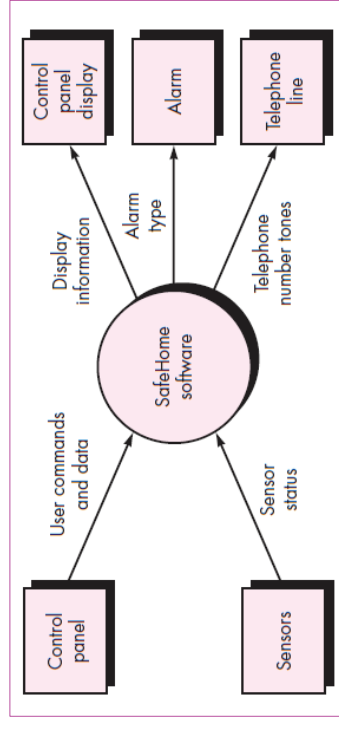 Control
panel
User commands
and data
Sensors
Sensor
status
SafeHome
software
Display
information
Alarm
type
Telephone
number tones
Control
panel
display
Alarm
Telephone
line